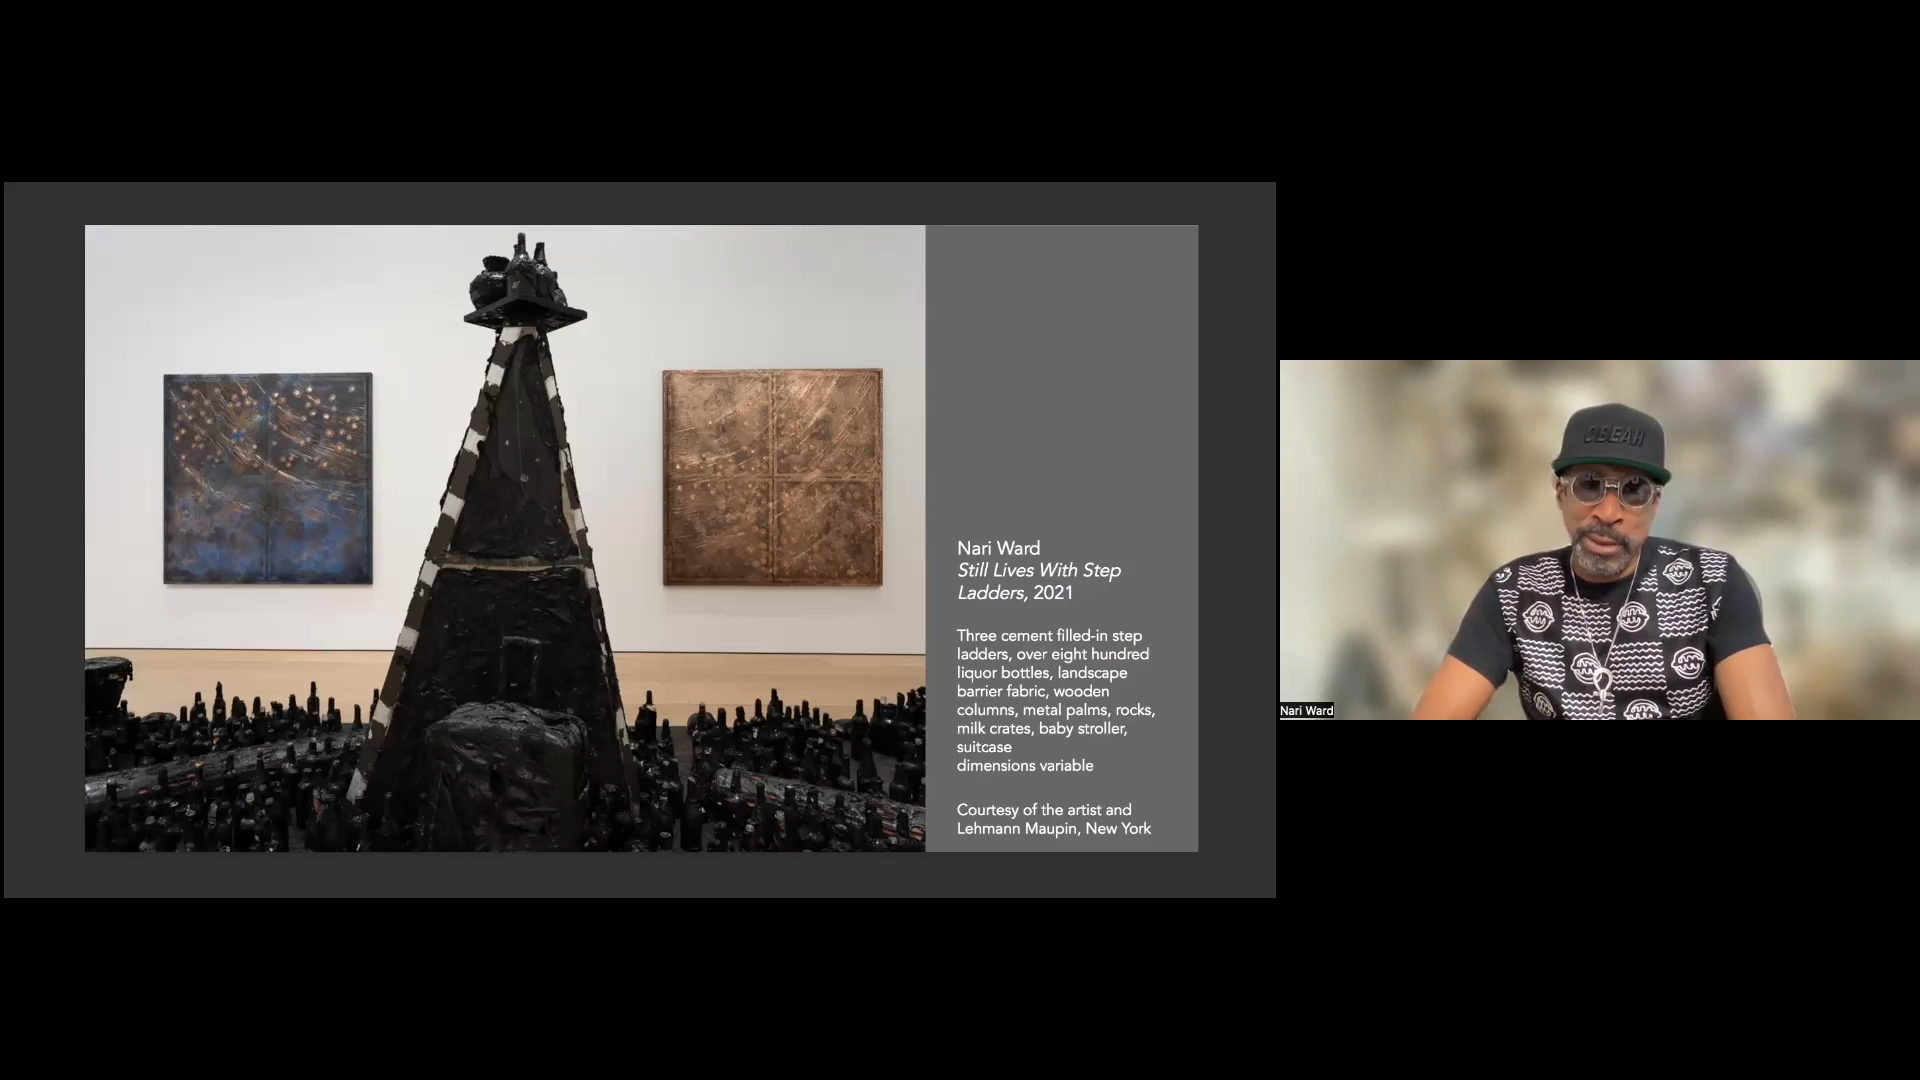 Nari Ward
Still Lives With Step
Ladders, 2021
Three cement filled-in step
ladders, over eight hundred
liquor bottles, landscape
barrier fabric, wooden
columns, metal palms, rocks,
milk crates, baby stroller,
suitcase
dimensions variable
Courtesy of the artist and
Lehmann Maupin, New York
OBEAH
Nari Ward